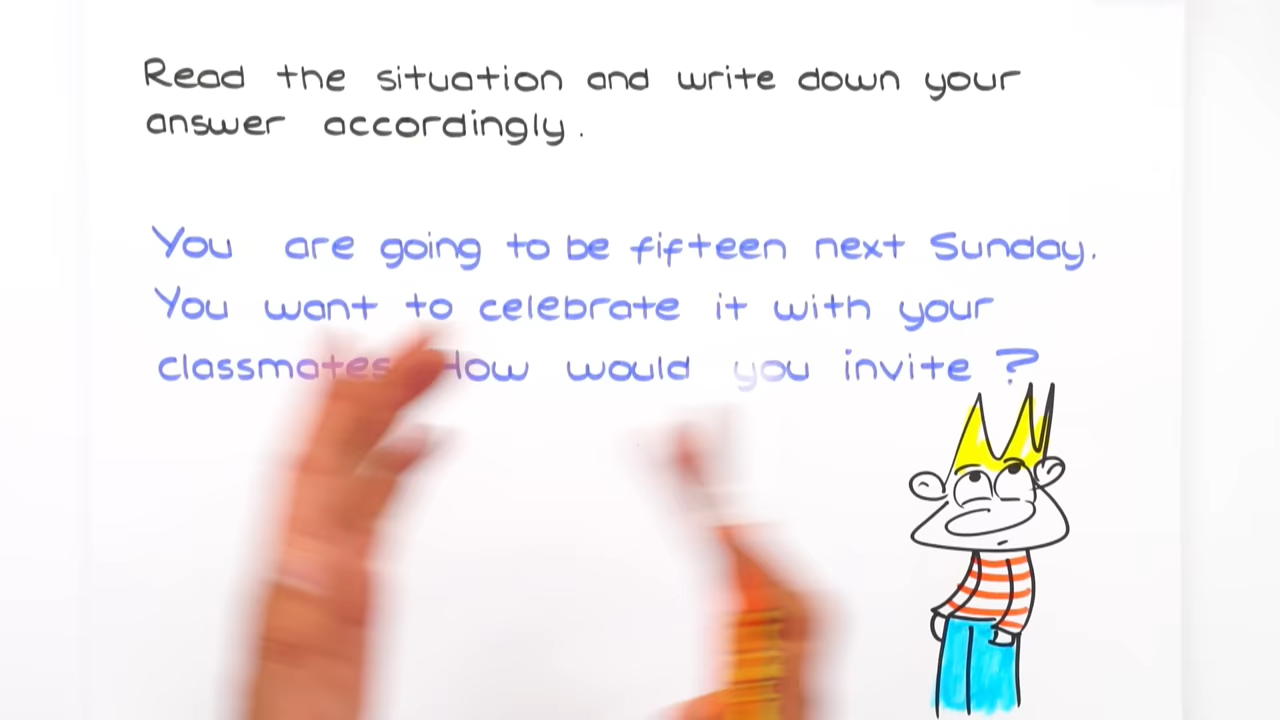 Read the situation and write down your
answer accordingly.
You are going to be fifteen next Sunday.
You want to celebrate it with your
classmates. How would you invite ?